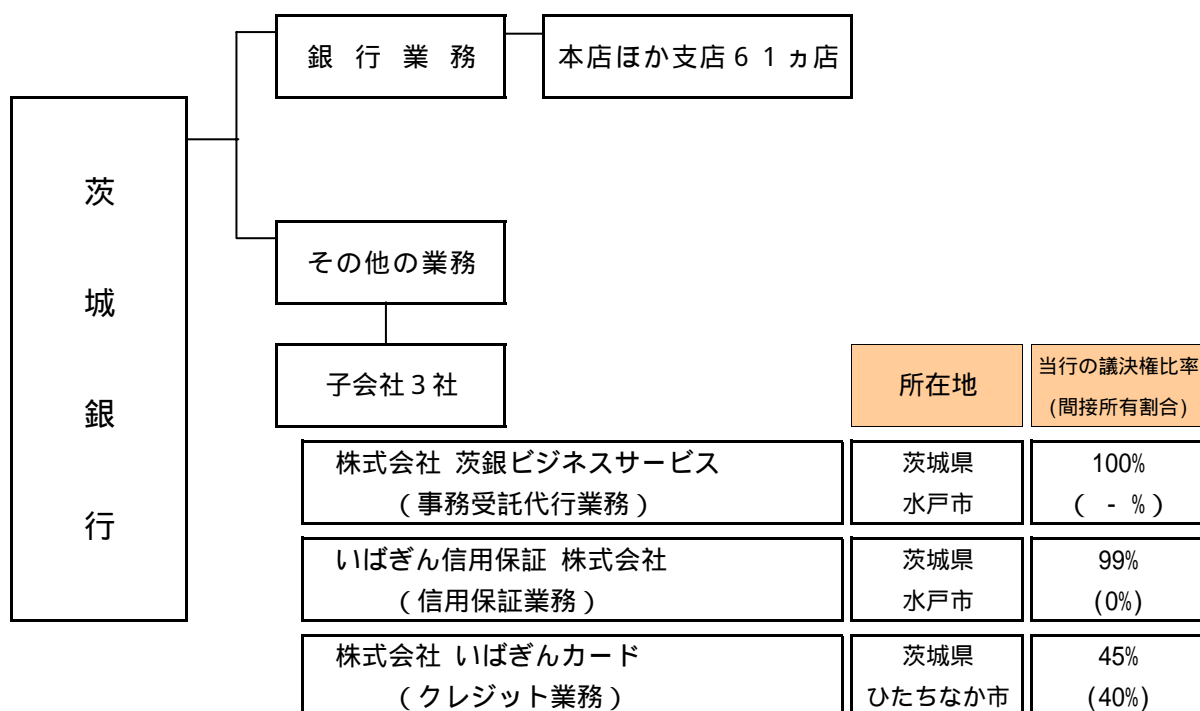 茨城銀行
銀行業務
本店ほか支店61ヵ店
その他の業務
子会社3社
所在地
当行の議決権比率
(間接所有割合)
株式会社 茨銀ビジネスサービス
(事務受託代行業務)
茨城県
水戸市
100%
( - %)
いばぎん信用保証 株式会社
(信用保証業務)
茨城県
水戸市
99%
(0%)
株式会社 いばぎんカード
(クレジット業務)
茨城県
ひたちなか市
45%
(40%)